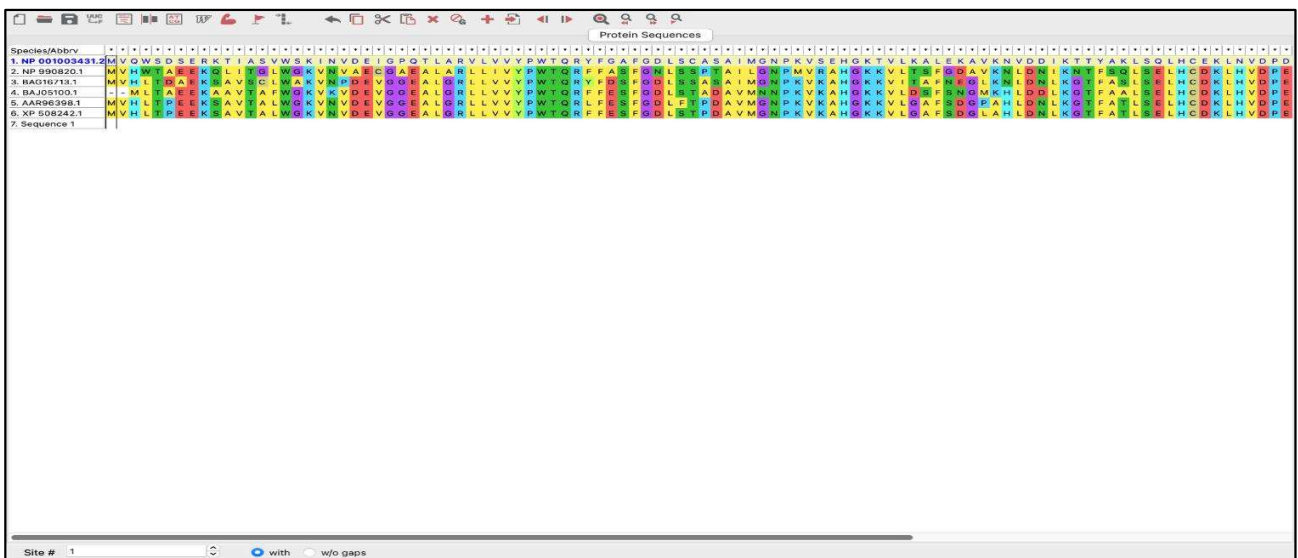 Protein Sequences
Species/Abbrv
1. NP 001003431.2 M V Q W S D S E R K T I A S V W S K I N V D E I G P Q T L A R V L V V Y P W T Q R Y F G A F G D L S C A S A I M G N P K V S E H G K T V L K A L E K A V K N V D D I K T T Y A K L S Q L H C E K L N V D P D
2. NP 990820.1 M V H W T A E E K Q L I T G L W G K V N V A E C G A E A L A R L L I V Y P W T Q R F F A S F G N L S S P T A I L G N P M V R A H G K K V L T S F G D A V K N L D N I K N T F S Q L S E L H C D K L H V D P E
3. BAG16713.1 M V H L T D A E K S A V S C L W A K V N P D E V G G E A L G R L L V V Y P W T Q R Y F D S F G D L S S A S A I M G N P K V K A H G K K V I T A F N E G L K N L D N L K G T F A S L S E L H C D K L H V D P E
4. BAJ05100.1 - - M L T A E E K A A V T A F W G K V K V D E V G G E A L G R L L V V Y P W T Q R F F E S F G D L S T A D A V M N N P K V K A H G K K V L D S F S N G M K H L D D L K G T F A A L S E L H C D K L H V D P E
5. AAR96398.1 M V H L T P E E K S A V T A L W G K V N V D E V G G E A L G R L L V V Y P W T Q R L F E S F G D L F T P D A V M G N P K V K A H G K K V L G A F S D G P A H L D N L K G T F A T L S E L H C D K L H V D P E
6. XP 508242.1 M V H L T P E E K S A V T A L W G K V N V D E V G G E A L G R L L V V Y P W T Q R F F E S F G D L S T P D A V M G N P K V K A H G K K V L G A F S D G L A H L D N L K G T F A T L S E L H C D K L H V D P E
7. Sequence 1
Site # 1 with w/o gaps